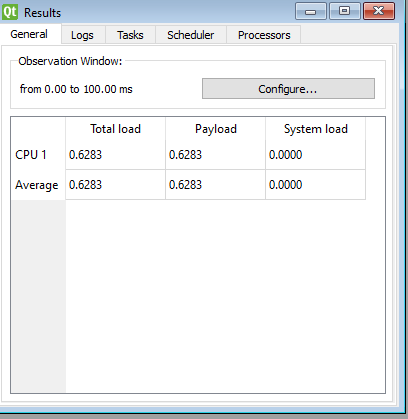 Qt Results
General Logs Tasks Scheduler Processors
Observation Window:
from 0.00 to 100.00 ms Configure...
Total load Payload System load
CPU 1 0.6283 0.6283 0.0000
Average 0.6283 0.6283 0.0000